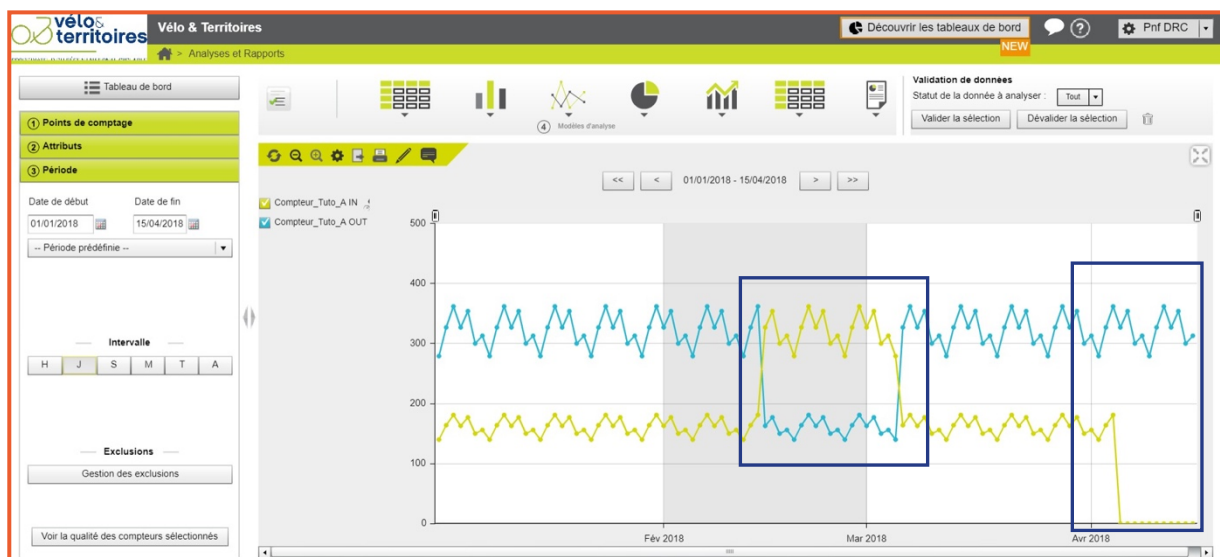 vélo&
territoires
Vélo & Territoires
Découvrir les tableaux de bord
NEW
?
Pnf DRC
> Analyses et Rapports
Tableau de bord
1 Points de comptage
2 Attributs
3 Période
Date de début Date de fin
01/01/2018 15/04/2018
-- Période prédéfinie --
Intervalle
H J S M T A
Exclusions
Gestion des exclusions
Voir la qualité des compteurs sélectionnés
4 Modèles d'analyse
Validation de données
Statut de la donnée à analyser : Tout
Valider la sélection Dévalider la sélection
<< < 01/01/2018 - 15/04/2018 > >>
Compteur_Tuto_A IN
Compteur_Tuto_A OUT
500
400
300
200
100
0
Fév 2018 Mar 2018 Avr 2018